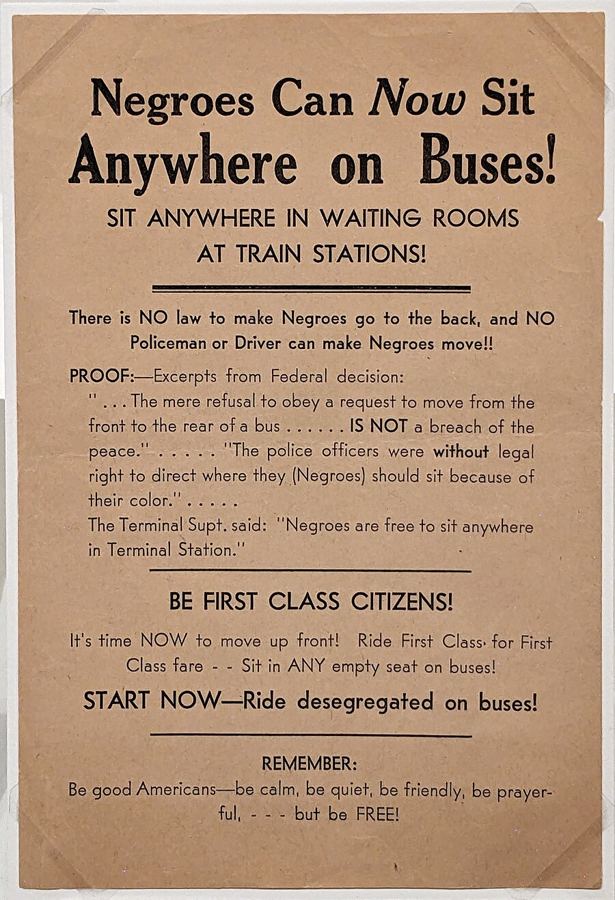 Negroes Can Now Sit
Anywhere on Buses!
SIT ANYWHERE IN WAITING ROOMS
AT TRAIN STATIONS!
There is NO law to make Negroes go to the back, and NO
Policeman or Driver can make Negroes move!!
PROOF:—Excerpts from Federal decision:
" . . . The mere refusal to obey a request to move from the
front to the rear of a bus . . . . . . IS NOT a breach of the
peace." . . . . . "The police officers were without legal
right to direct where they (Negroes) should sit because of
their color." . . . . .
The Terminal Supt. said: "Negroes are free to sit anywhere
in Terminal Station."
BE FIRST CLASS CITIZENS!
It's time NOW to move up front! Ride First Class for First
Class fare - - Sit in ANY empty seat on buses!
START NOW—Ride desegregated on buses!
REMEMBER:
Be good Americans—be calm, be quiet, be friendly, be prayer-
ful, - - - but be FREE!